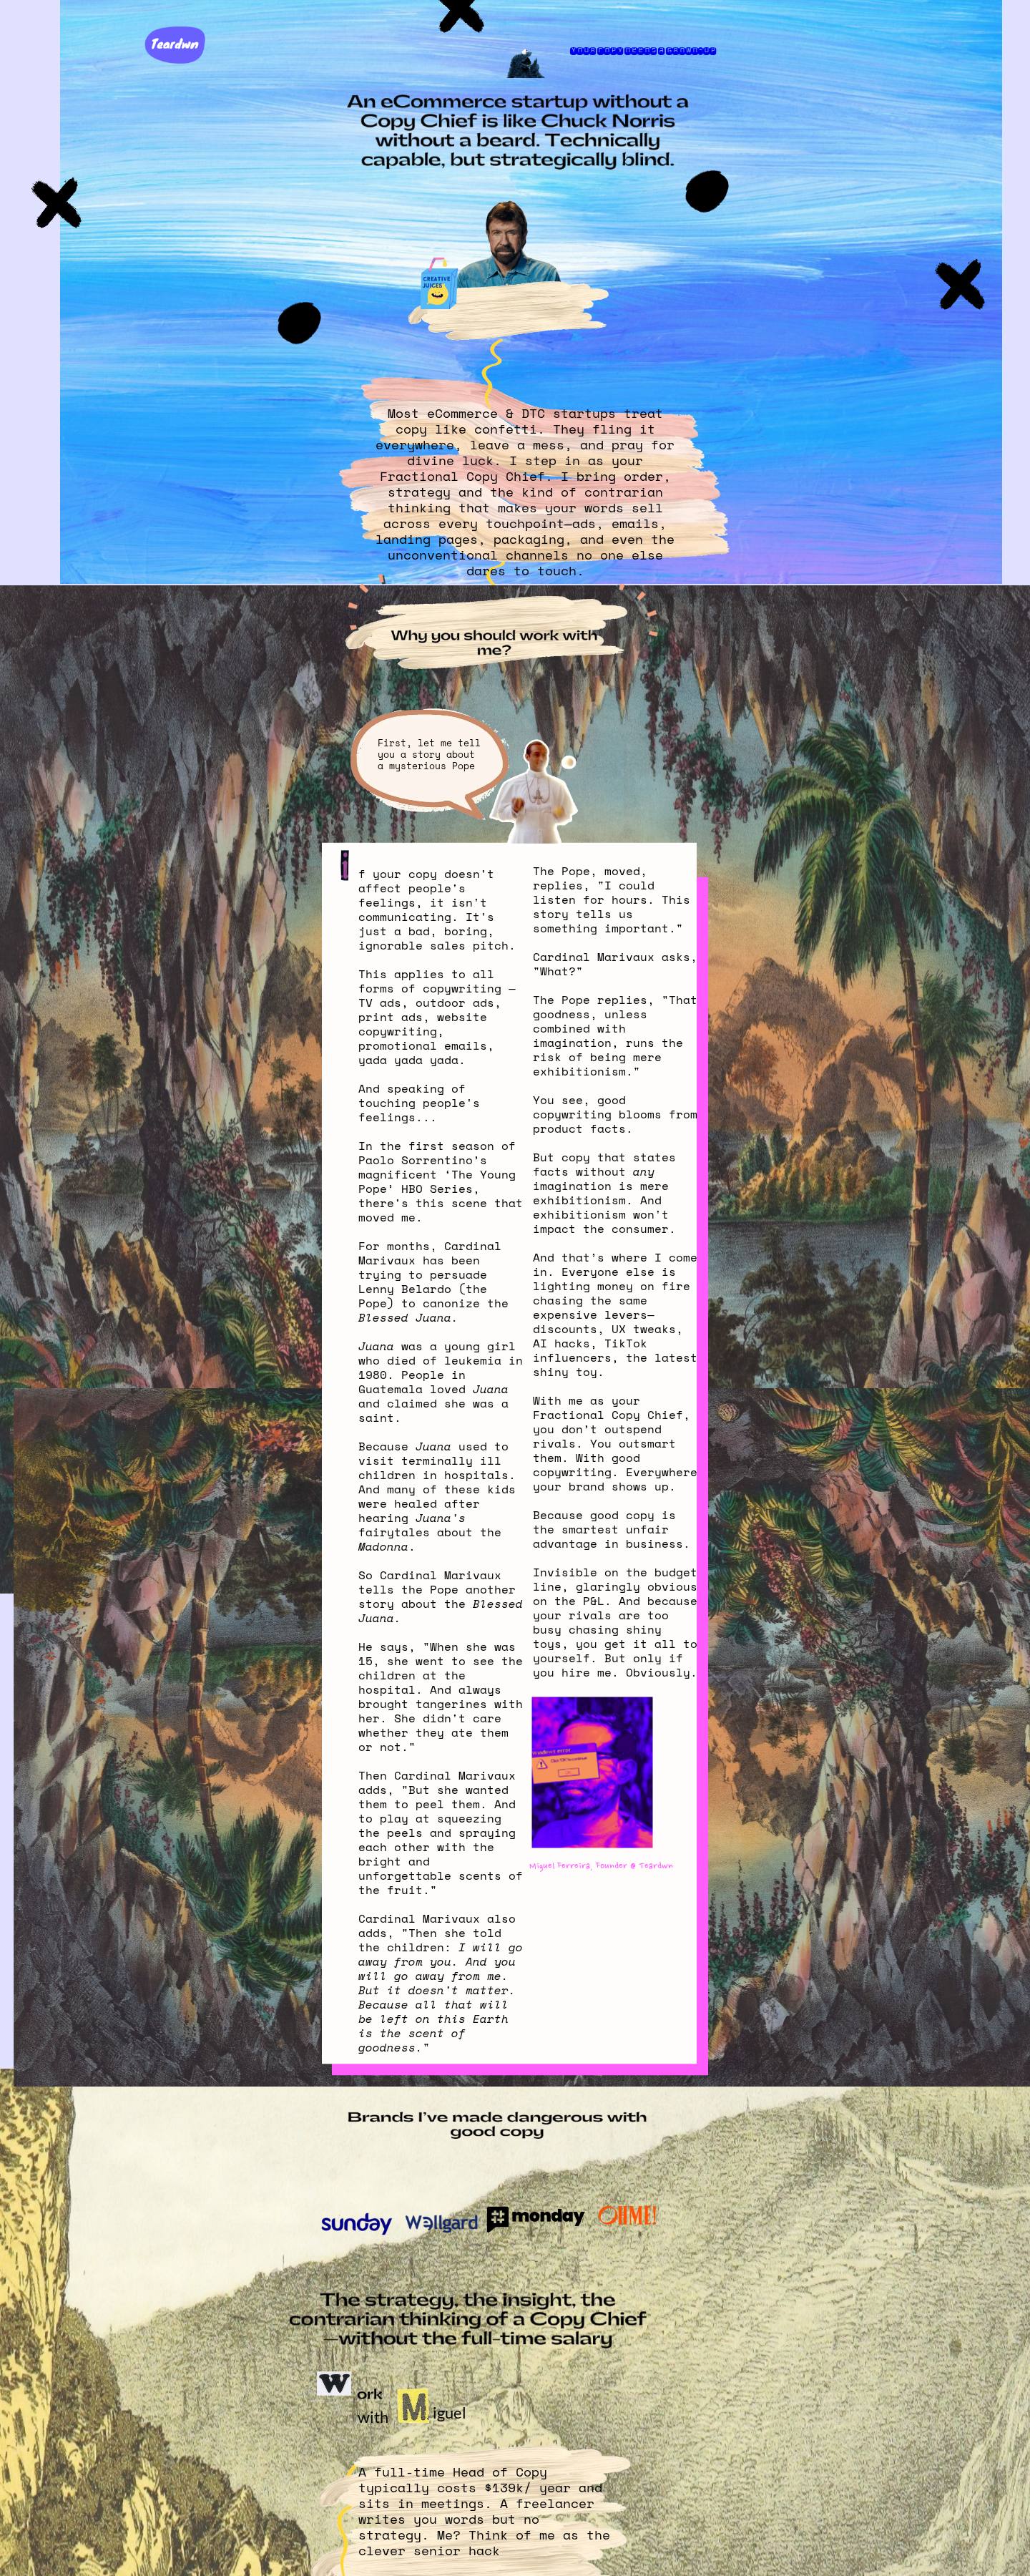 Teardwn
YOUR COPY NEEDS A GROWN-UP
An eCommerce startup without a
Copy Chief is like Chuck Norris
without a beard. Technically
capable, but strategically blind.
CREATIVE
JUICES
Most eCommerce & DTC startups treat
copy like confetti. They fling it
everywhere, leave a mess, and pray for
divine luck. I step in as your
Fractional Copy Chief. I bring order,
strategy and the kind of contrarian
thinking that makes your words sell
across every touchpoint—ads, emails,
landing pages, packaging, and even the
unconventional channels no one else
dares to touch.
Why you should work with
me?
First, let me tell
you a story about
a mysterious Pope
i
f your copy doesn't
affect people's
feelings, it isn't
communicating. It's
just a bad, boring,
ignorable sales pitch.
This applies to all
forms of copywriting —
TV ads, outdoor ads,
print ads, website
copywriting,
promotional emails,
yada yada yada.
And speaking of
touching people's
feelings...
In the first season of
Paolo Sorrentino's
magnificent ‘The Young
Pope’ HBO Series,
there's this scene that
moved me.
For months, Cardinal
Marivaux has been
trying to persuade
Lenny Belardo (the
Pope) to canonize the
Blessed Juana.
Juana was a young girl
who died of leukemia in
1980. People in
Guatemala loved Juana
and claimed she was a
saint.
Because Juana used to
visit terminally ill
children in hospitals.
And many of these kids
were healed after
hearing Juana's
fairytales about the
Madonna.
So Cardinal Marivaux
tells the Pope another
story about the Blessed
Juana.
He says, "When she was
15, she went to see the
children at the
hospital. And always
brought tangerines with
her. She didn't care
whether they ate them
or not."
Then Cardinal Marivaux
adds, "But she wanted
them to peel them. And
to play at squeezing
the peels and spraying
each other with the
bright and
unforgettable scents of
the fruit."
Cardinal Marivaux also
adds, "Then she told
the children: I will go
away from you. And you
will go away from me.
But it doesn't matter.
Because all that will
be left on this Earth
is the scent of
goodness."
The Pope, moved,
replies, "I could
listen for hours. This
story tells us
something important."
Cardinal Marivaux asks,
"What?"
The Pope replies, "That
goodness, unless
combined with
imagination, runs the
risk of being mere
exhibitionism."
You see, good
copywriting blooms from
product facts.
But copy that states
facts without any
imagination is mere
exhibitionism. And
exhibitionism won't
impact the consumer.
And that's where I come
in. Everyone else is
lighting money on fire
chasing the same
expensive levers—
discounts, UX tweaks,
AI hacks, TikTok
influencers, the latest
shiny toy.
With me as your
Fractional Copy Chief,
you don't outspend
rivals. You outsmart
them. With good
copywriting. Everywhere
your brand shows up.
Because good copy is
the smartest unfair
advantage in business.
Invisible on the budget
line, glaringly obvious
on the P&L. And because
your rivals are too
busy chasing shiny
toys, you get it all to
yourself. But only if
you hire me. Obviously.
Miguel Ferreira, Founder @ Teardwn
Brands I've made dangerous with
good copy
sunday
Wellgard
monday
OHME!
The strategy, the insight, the
contrarian thinking of a Copy Chief
—without the full-time salary
Work
with Miguel
A full-time Head of Copy
typically costs $139k/ year and
sits in meetings. A freelancer
writes you words but no
strategy. Me? Think of me as the
clever senior hack